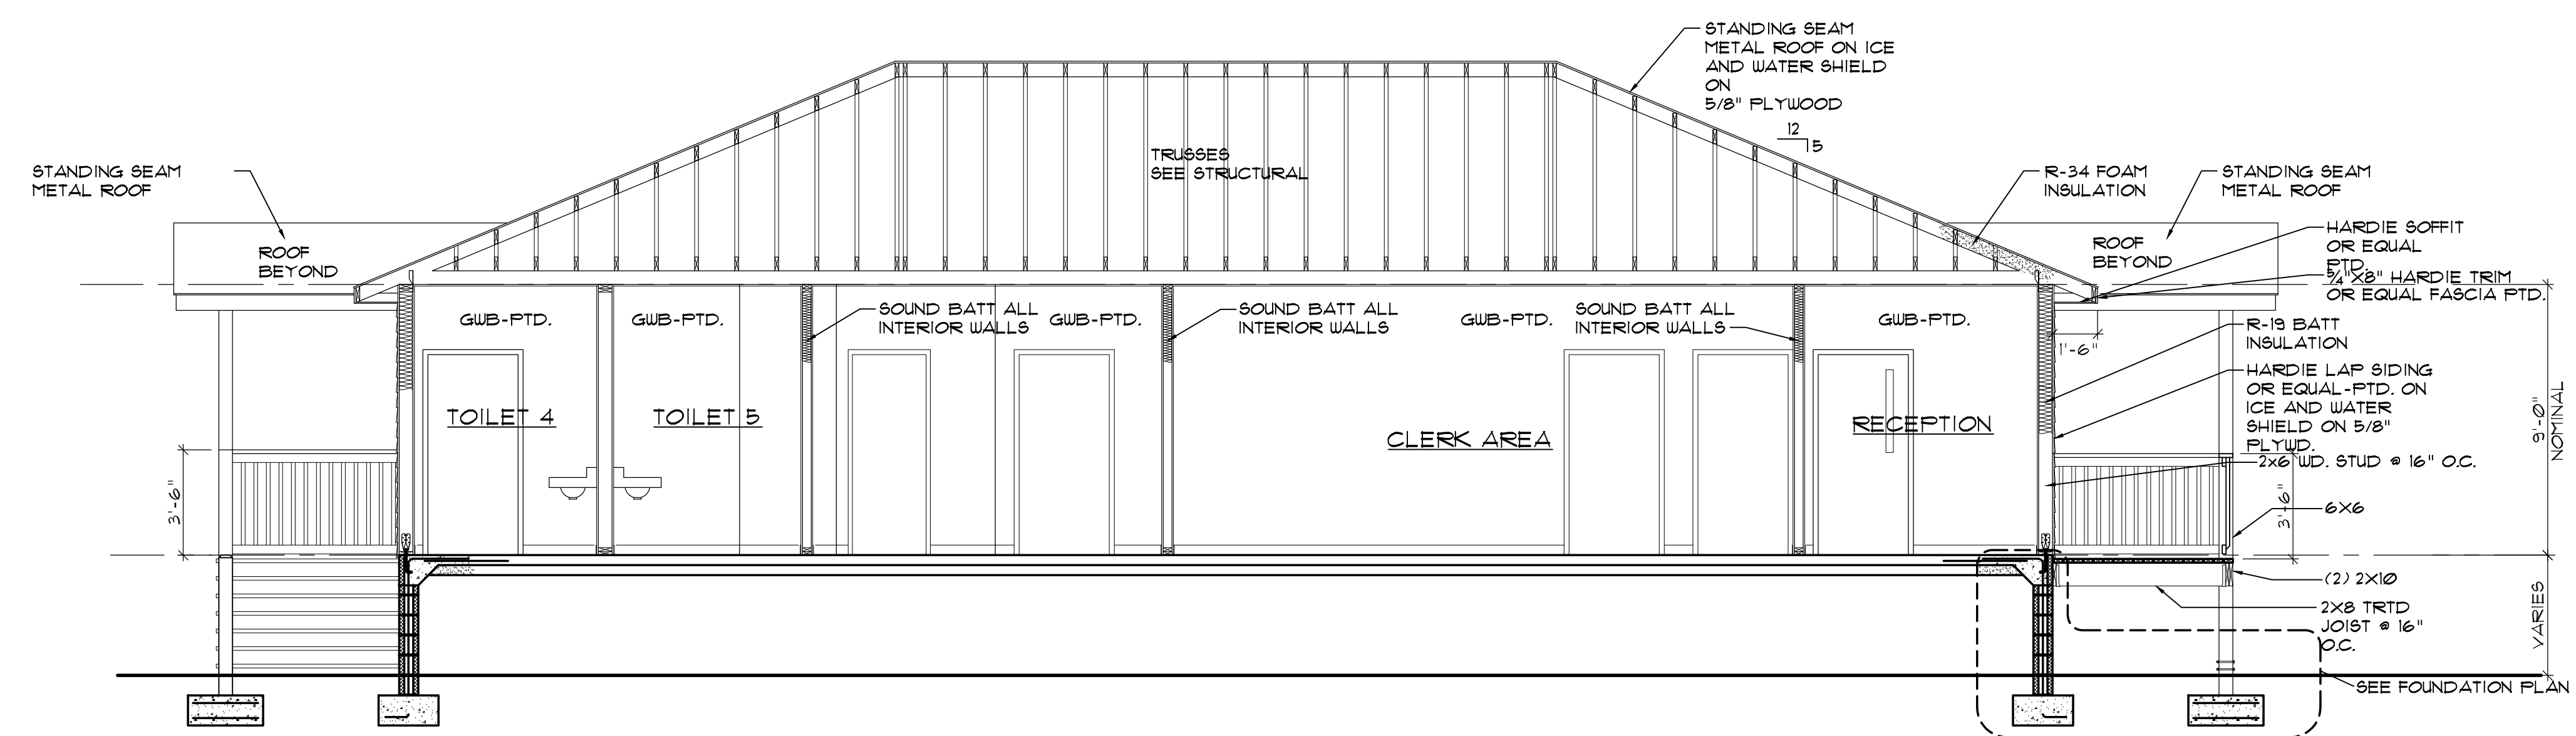 STANDING SEAM
METAL ROOF ON ICE
AND WATER SHIELD
ON
5/8" PLYWOOD
12
5
TRUSSES
SEE STRUCTURAL
STANDING SEAM
METAL ROOF
ROOF
BEYOND
R-34 FOAM
INSULATION
STANDING SEAM
METAL ROOF
ROOF
BEYOND
HARDIE SOFFIT
OR EQUAL
PTD.
5/4"X8" HARDIE TRIM
OR EQUAL FASCIA PTD.
GWB-PTD.
GWB-PTD.
SOUND BATT ALL
INTERIOR WALLS
GWB-PTD.
SOUND BATT ALL
INTERIOR WALLS
GWB-PTD.
SOUND BATT ALL
INTERIOR WALLS
GWB-PTD.
1'-6"
R-19 BATT
INSULATION
HARDIE LAP SIDING
OR EQUAL-PTD. ON
ICE AND WATER
SHIELD ON 5/8"
PLYWD.
2x6 WD. STUD @ 16" O.C.
9'-0"
NOMINAL
TOILET 4
TOILET 5
CLERK AREA
RECEPTION
3'-6"
3'-6"
6X6
(2) 2X10
2X8 TRTD
JOIST @ 16"
O.C.
VARIES
SEE FOUNDATION PLAN